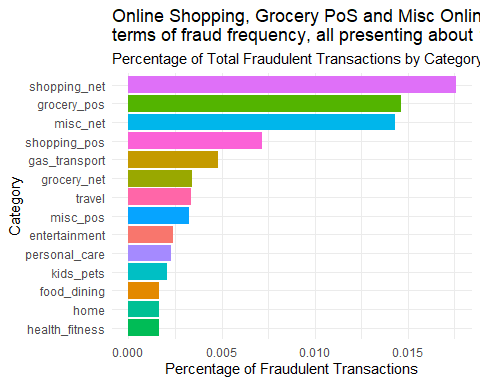 Online Shopping, Grocery PoS and Misc Onlin
terms of fraud frequency, all presenting about
Percentage of Total Fraudulent Transactions by Category
shopping_net
grocery_pos
misc_net
shopping_pos
gas_transport
grocery_net
travel
misc_pos
entertainment
personal_care
kids_pets
food_dining
home
health_fitness
Category
0.000 0.005 0.010 0.015
Percentage of Fraudulent Transactions